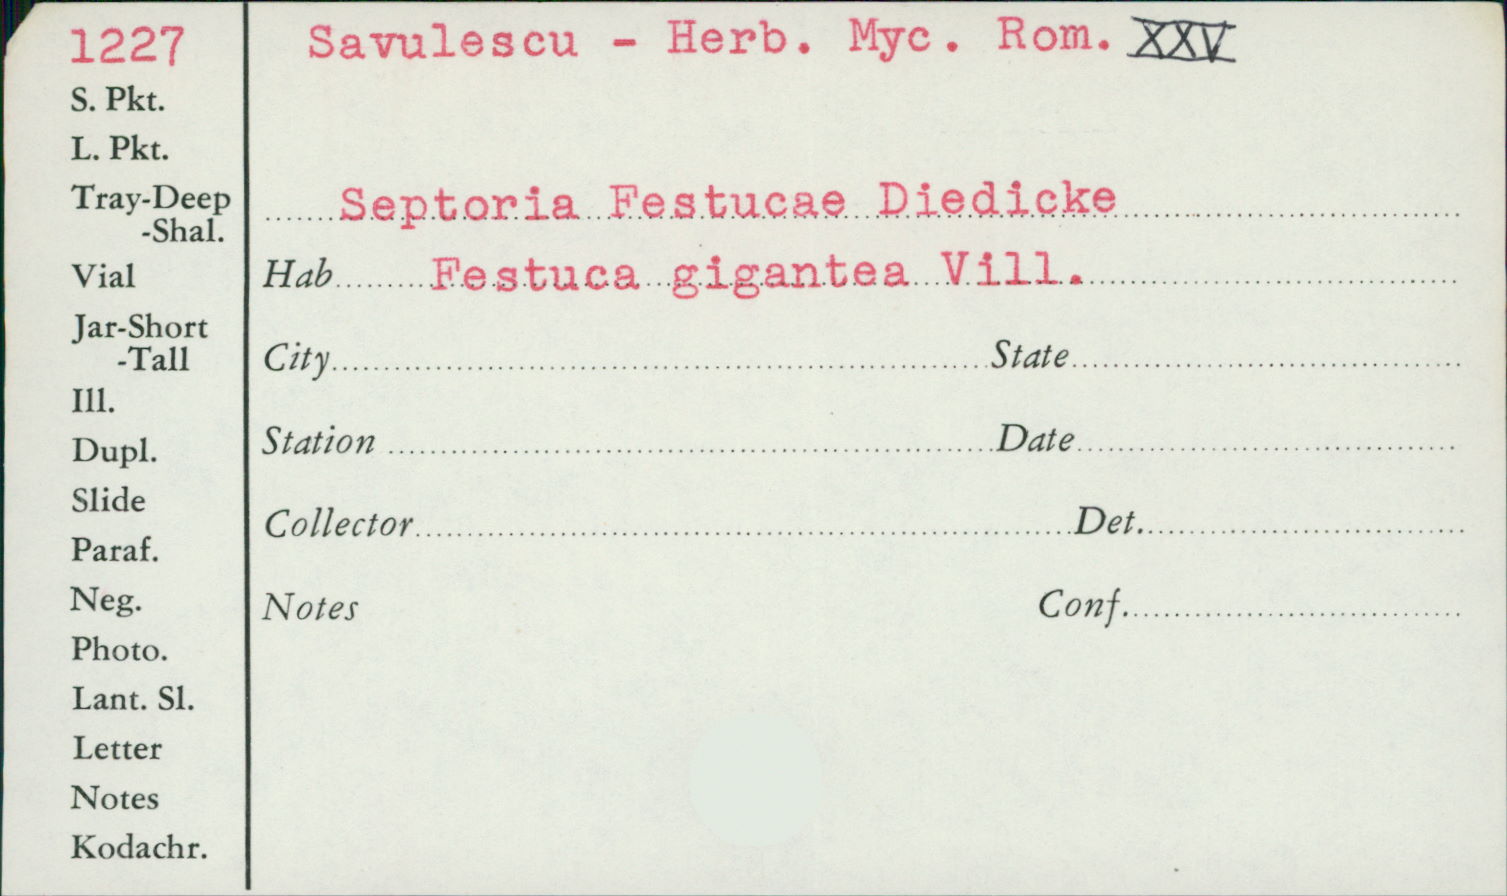 1227 Savulescu - Herb. Myc. Rom. XXV
S. Pkt.
L. Pkt.
Tray-Deep
-Shal.
Septoria Festucae Diedicke
Vial
Hab Festuca gigantea Vill.
Jar-Short
-Tall
City State
Ill.
Dupl.
Station Date
Slide
Collector Det.
Paraf.
Neg.
Notes Conf.
Photo.
Lant. Sl.
Letter
Notes
Kodachr.